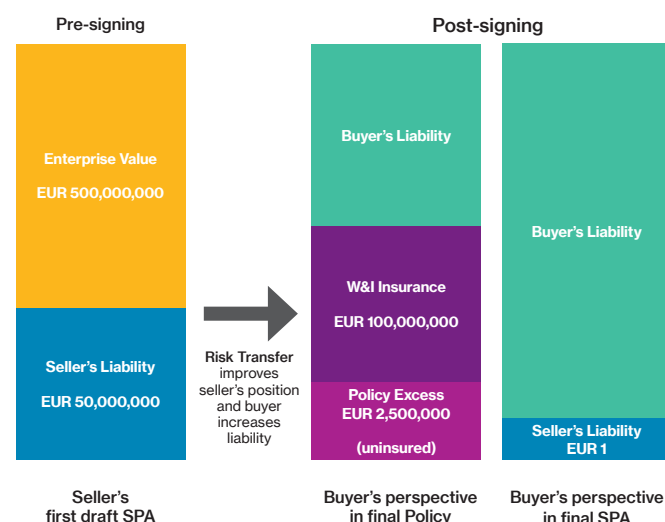 Pre-signing
Post-signing
Enterprise Value
EUR 500,000,000
Seller's Liability
EUR 50,000,000
Risk Transfer
improves
seller's position
and buyer
increases
liability
Buyer's Liability
W&I Insurance
EUR 100,000,000
Policy Excess
EUR 2,500,000
(uninsured)
Buyer's Liability
Seller's Liability
EUR 1
Seller's
first draft SPA
Buyer's perspective
in final Policy
Buyer's perspective
in final SPA